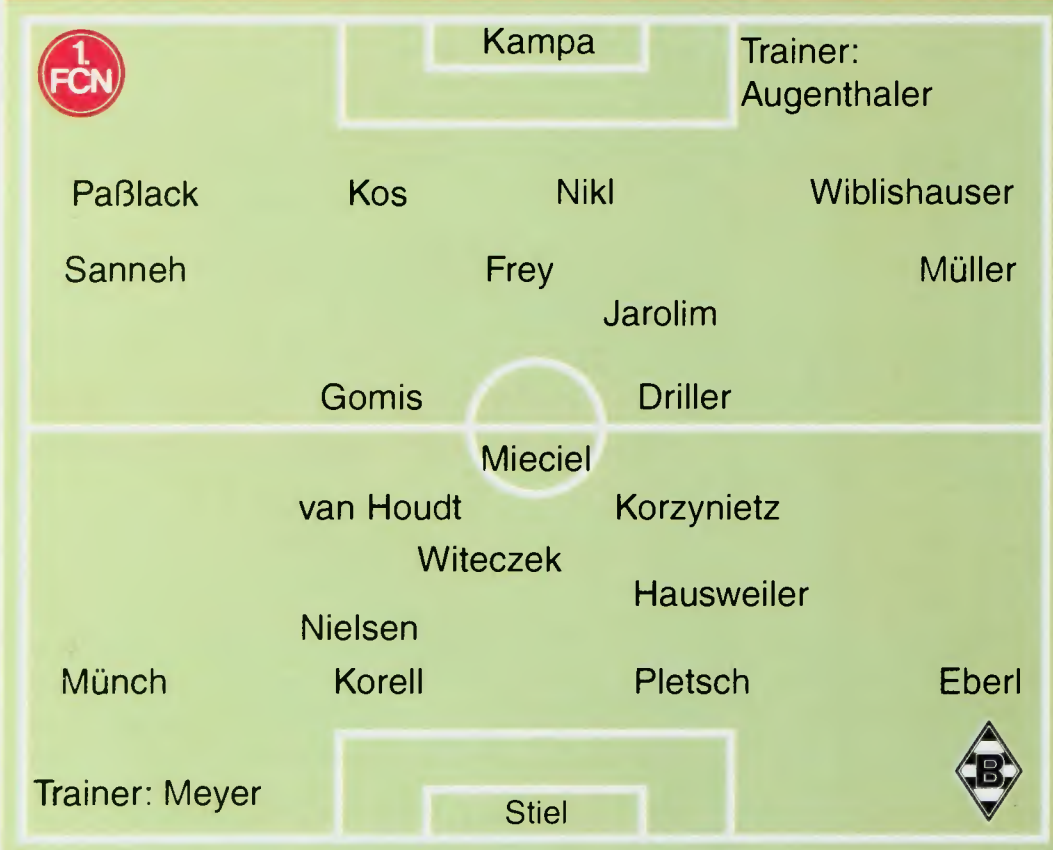 1.
FCN
Kampa
Trainer:
Augenthaler
Paßlack Kos Nikl Wiblishauser
Sanneh Frey Müller
Jarolim
Gomis Driller
Mieciel
van Houdt Korzynietz
Witeczek
Hausweiler
Nielsen
Münch Korell Pletsch Eberl
B
Trainer: Meyer
Stiel